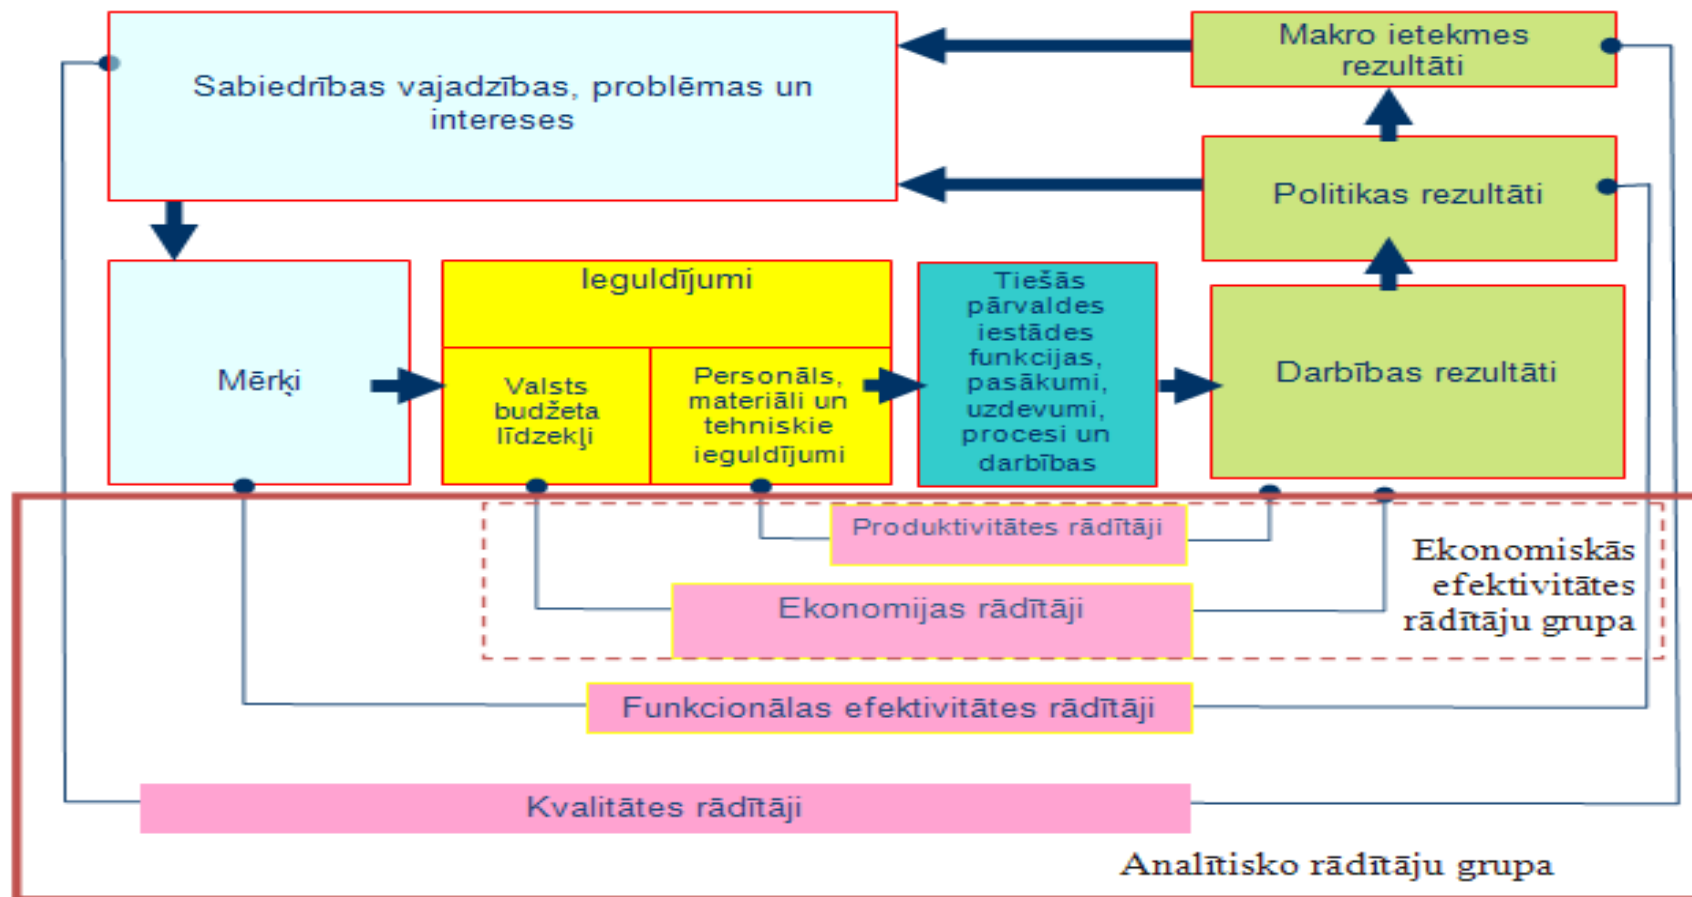 Sabiedrības vajadzības, problēmas un
intereses
Makro ietekmes
rezultāti
Politikas rezultāti
Mērķi
Ieguldījumi
Valsts
budžeta
līdzekļi
Personāls,
materiāli un
tehniskie
ieguldījumi
Tiešās
pārvaldes
iestādes
funkcijas,
pasākumi,
uzdevumi,
procesi un
darbības
Darbības rezultāti
Produktivitātes rādītāji
Ekonomijas rādītāji
Ekonomiskās
efektivitātes
rādītāju grupa
Funkcionālas efektivitātes rādītāji
Kvalitātes rādītāji
Analītisko rādītāju grupa